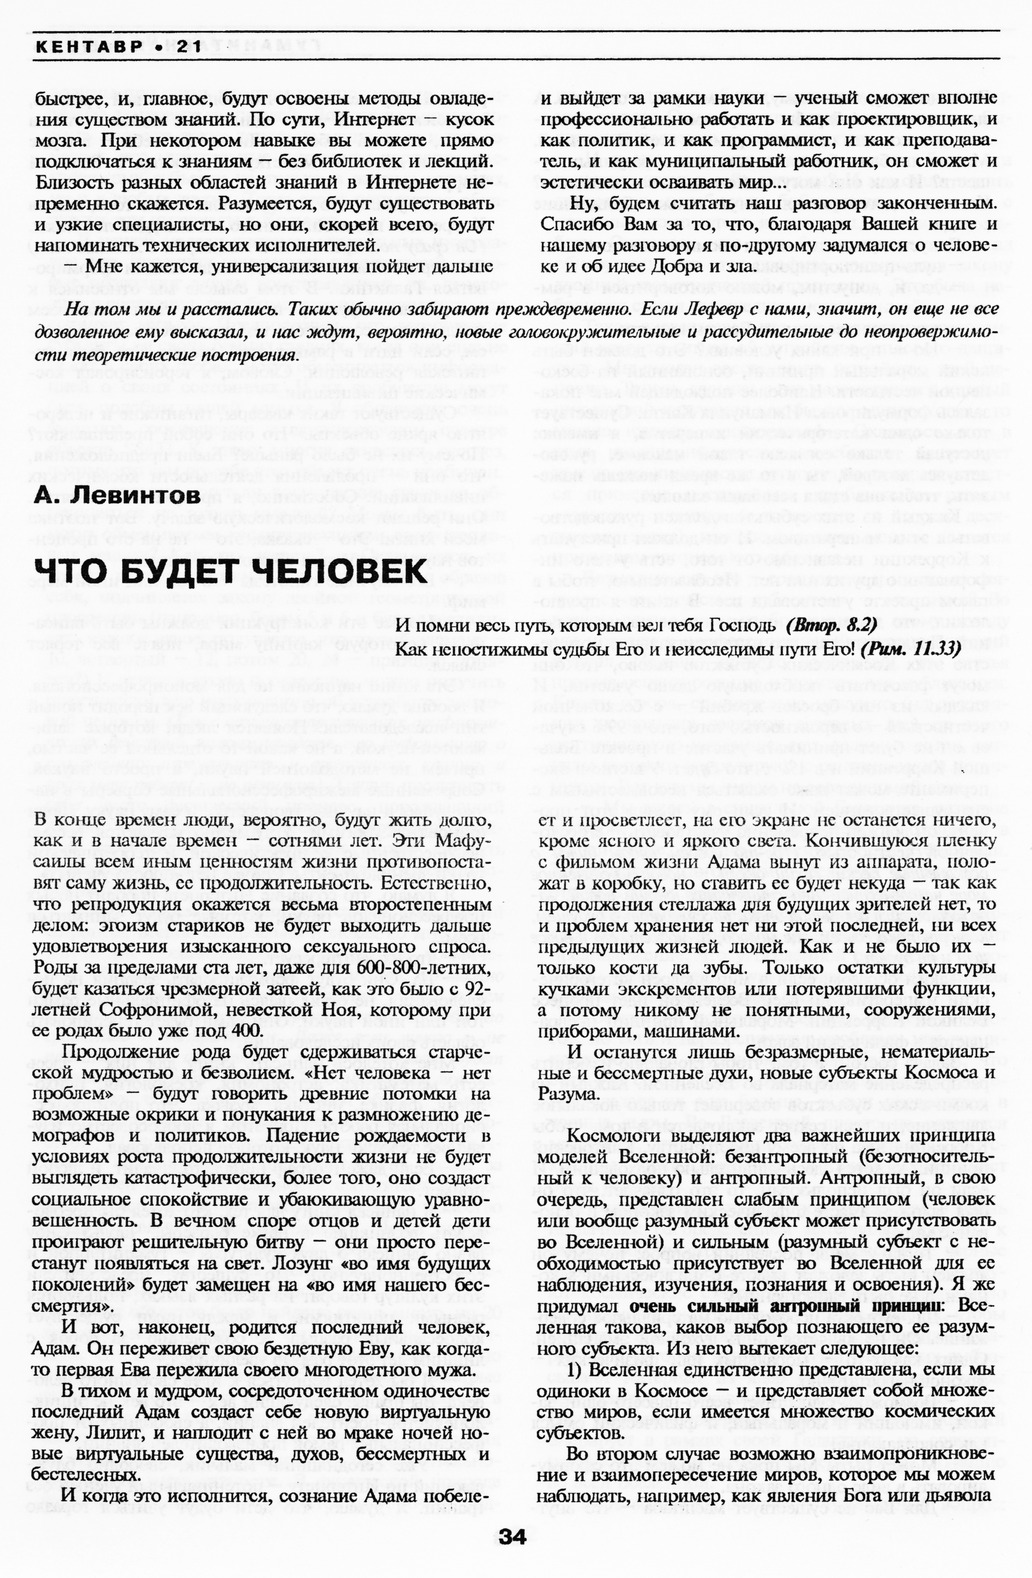 КЕНТАВР • 21
быстрее, и, главное, будут освоены методы овладе-
ния существом знаний. По сути, Интернет — кусок
мозга. При некотором навыке вы можете прямо
подключаться к знаниям — без библиотек и лекций.
Близость разных областей знаний в Интернете не-
пременно скажется. Разумеется, будут существовать
и узкие специалисты, но они, скорей всего, будут
напоминать технических исполнителей.
— Мне кажется, универсализация пойдет дальше
и выйдет за рамки науки — ученый сможет вполне
профессионально работать и как проектировщик, и
как политик, и как программист, и как преподава-
тель, и как муниципальный работник, он сможет и
эстетически осваивать мир...
Ну, будем считать наш разговор законченным.
Спасибо Вам за то, что, благодаря Вашей книге и
нашему разговору я по-другому задумался о челове-
ке и об идее Добра и зла.
На том мы и расстались. Таких обычно забирают преждевременно. Если Лефевр с нами, значит, он еще не все
дозволенное ему высказал, и нас ждут, вероятно, новые головокружительные и рассудительные до неопровержимо-
сти теоретические построения.
А. Левинтов
ЧТО БУДЕТ ЧЕЛОВЕК
И помни весь путь, которым вел тебя Господь (Втор. 8.2)
Как непостижимы судьбы Его и неисследимы пути Его! (Рим. 11.33)
В конце времен люди, вероятно, будут жить долго,
как и в начале времен — сотнями лет. Эти Мафу-
саилы всем иным ценностям жизни противопоста-
вят саму жизнь, ее продолжительность. Естественно,
что репродукция окажется весьма второстепенным
делом: эгоизм стариков не будет выходить дальше
удовлетворения изысканного сексуального спроса.
Роды за пределами ста лет, даже для 600-800-летних,
будет казаться чрезмерной затеей, как это было с 92-
летней Софронимой, невесткой Ноя, которому при
ее родах было уже под 400.
Продолжение рода будет сдерживаться старче-
ской мудростью и безволием. «Нет человека — нет
проблем» — будут говорить древние потомки на
возможные окрики и понукания к размножению де-
мографов и политиков. Падение рождаемости в
условиях роста продолжительности жизни не будет
выглядеть катастрофически, более того, оно создаст
социальное спокойствие и убаюкивающую уравно-
вешенность. В вечном споре отцов и детей дети
проиграют решительную битву — они просто пере-
станут появляться на свет. Лозунг «во имя будущих
поколений» будет замещен на «во имя нашего бес-
смертия».
И вот, наконец, родится последний человек,
Адам. Он переживет свою бездетную Еву, как когда-
то первая Ева пережила своего многодетного мужа.
В тихом и мудром, сосредоточенном одиночестве
последний Адам создаст себе новую виртуальную
жену, Лилит, и наплодит с ней во мраке ночей но-
вые виртуальные существа, духов, бессмертных и
бестелесных.
И когда это исполнится, сознание Адама побеле-
ет и просветлеет, на его экране не останется ничего,
кроме ясного и яркого света. Кончившуюся пленку
с фильмом жизни Адама вынут из аппарата, поло-
жат в коробку, но ставить ее будет некуда — так как
продолжения стеллажа для будущих зрителей нет, то
и проблем хранения нет ни этой последней, ни всех
предыдущих жизней людей. Как и не было их —
только кости да зубы. Только остатки культуры
кучками экскрементов или потерявшими функции,
а потому никому не понятными, сооружениями,
приборами, машинами.
И останутся лишь безразмерные, нематериаль-
ные и бессмертные духи, новые субъекты Космоса и
Разума.
Космологи выделяют два важнейших принципа
моделей Вселенной: безантропный (безотноситель-
ный к человеку) и антропный. Антропный, в свою
очередь, представлен слабым принципом (человек
или вообще разумный субъект может присутствовать
во Вселенной) и сильным (разумный субъект с не-
обходимостью присутствует во Вселенной для ее
наблюдения, изучения, познания и освоения). Я же
придумал очень сильный антропный принцип: Все-
ленная такова, каков выбор познающего ее разум-
ного субъекта. Из него вытекает следующее:
1) Вселенная единственно представлена, если мы
одиноки в Космосе — и представляет собой множе-
ство миров, если имеется множество космических
субъектов.
Во втором случае возможно взаимопроникнове-
ние и взаимопересечение миров, которое мы можем
наблюдать, например, как явления Бога или дьявола
34